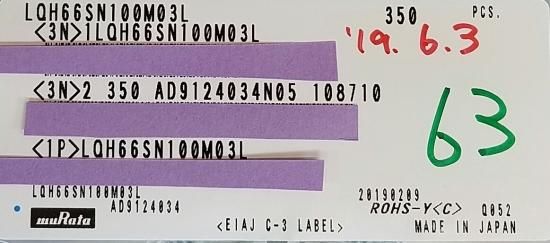 LQH66SN100M03L 350 PCS.
<3N>1LQH66SN100M03L '19. 6.3
<3N>2 350 AD9124034N05 108710
63
<1P>LQH66SN100M03L
LQH66SN100M03L 20190209
AD9124034 ROHS-Y<C> Q052
muRata <EIAJ C-3 LABEL> MADE IN JAPAN